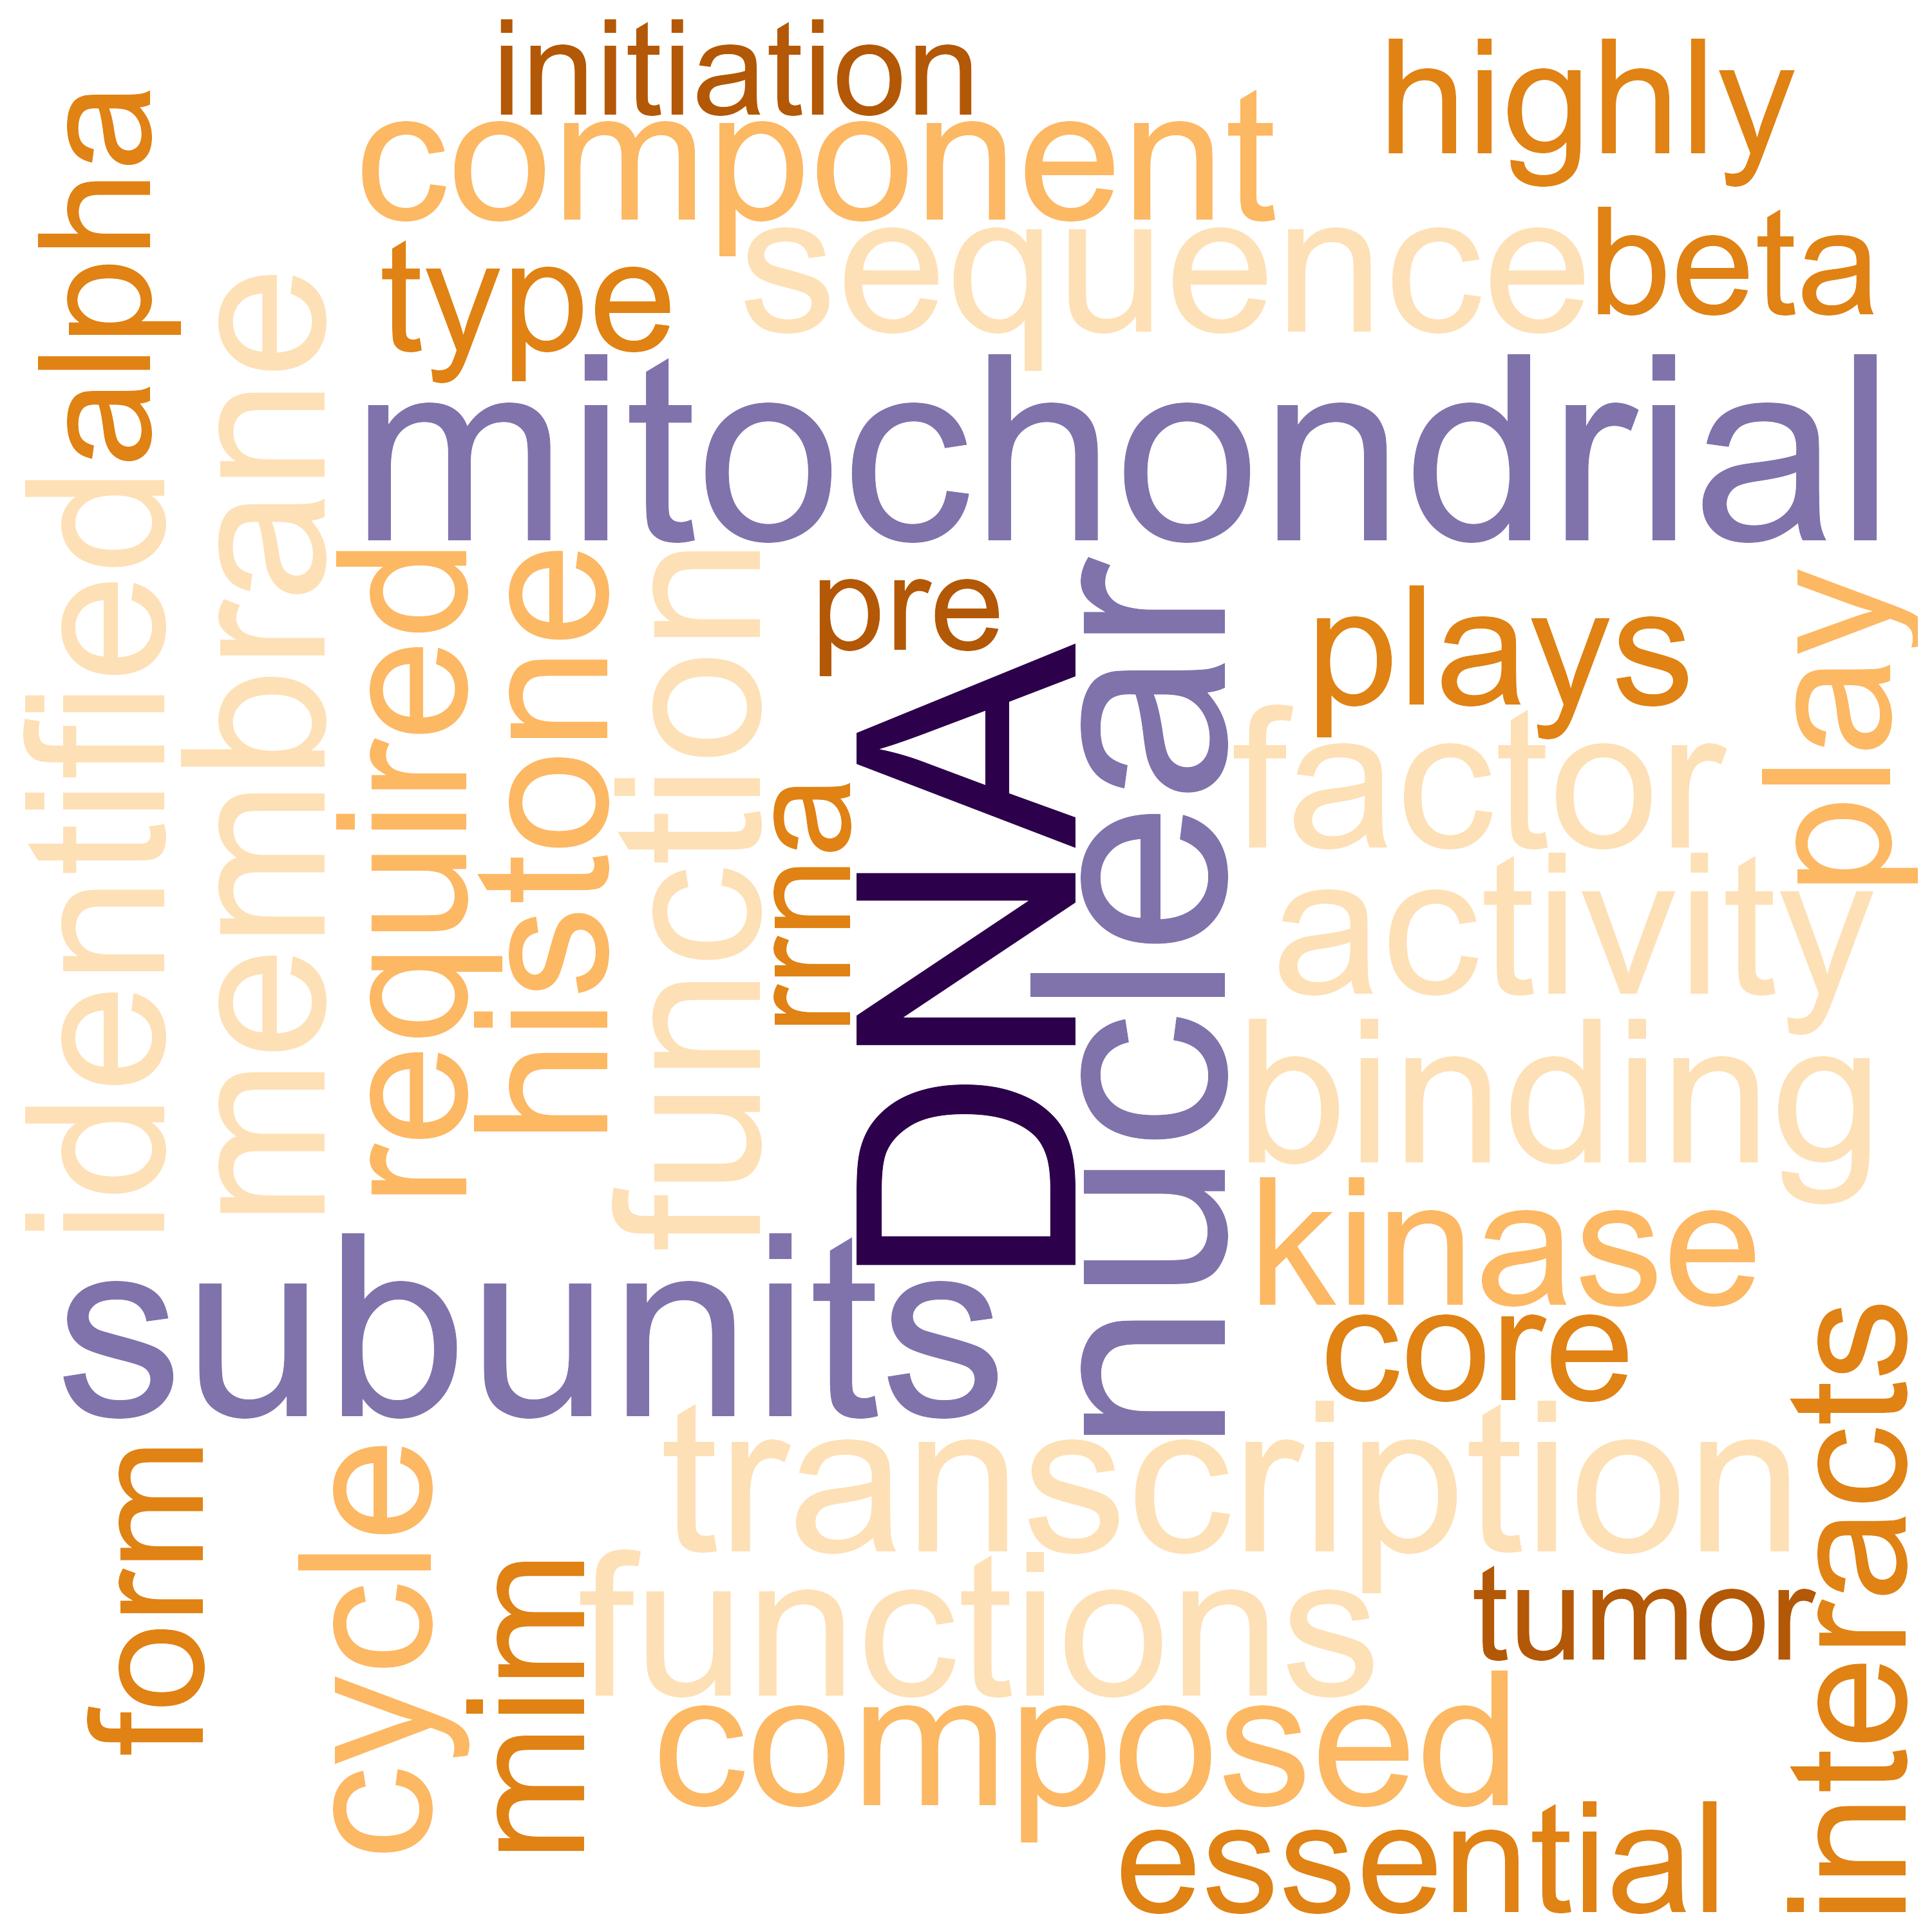 initiation
highly
component
alpha
sequence
beta
type
membrane
mitochondrial
identified
required
histone
function
pre
nuclear
plays
play
DNA
factor
rrna
activity
binding
kinase
subunits
core
interacts
transcription
form
cycle
functions
mim
tumor
composed
essential